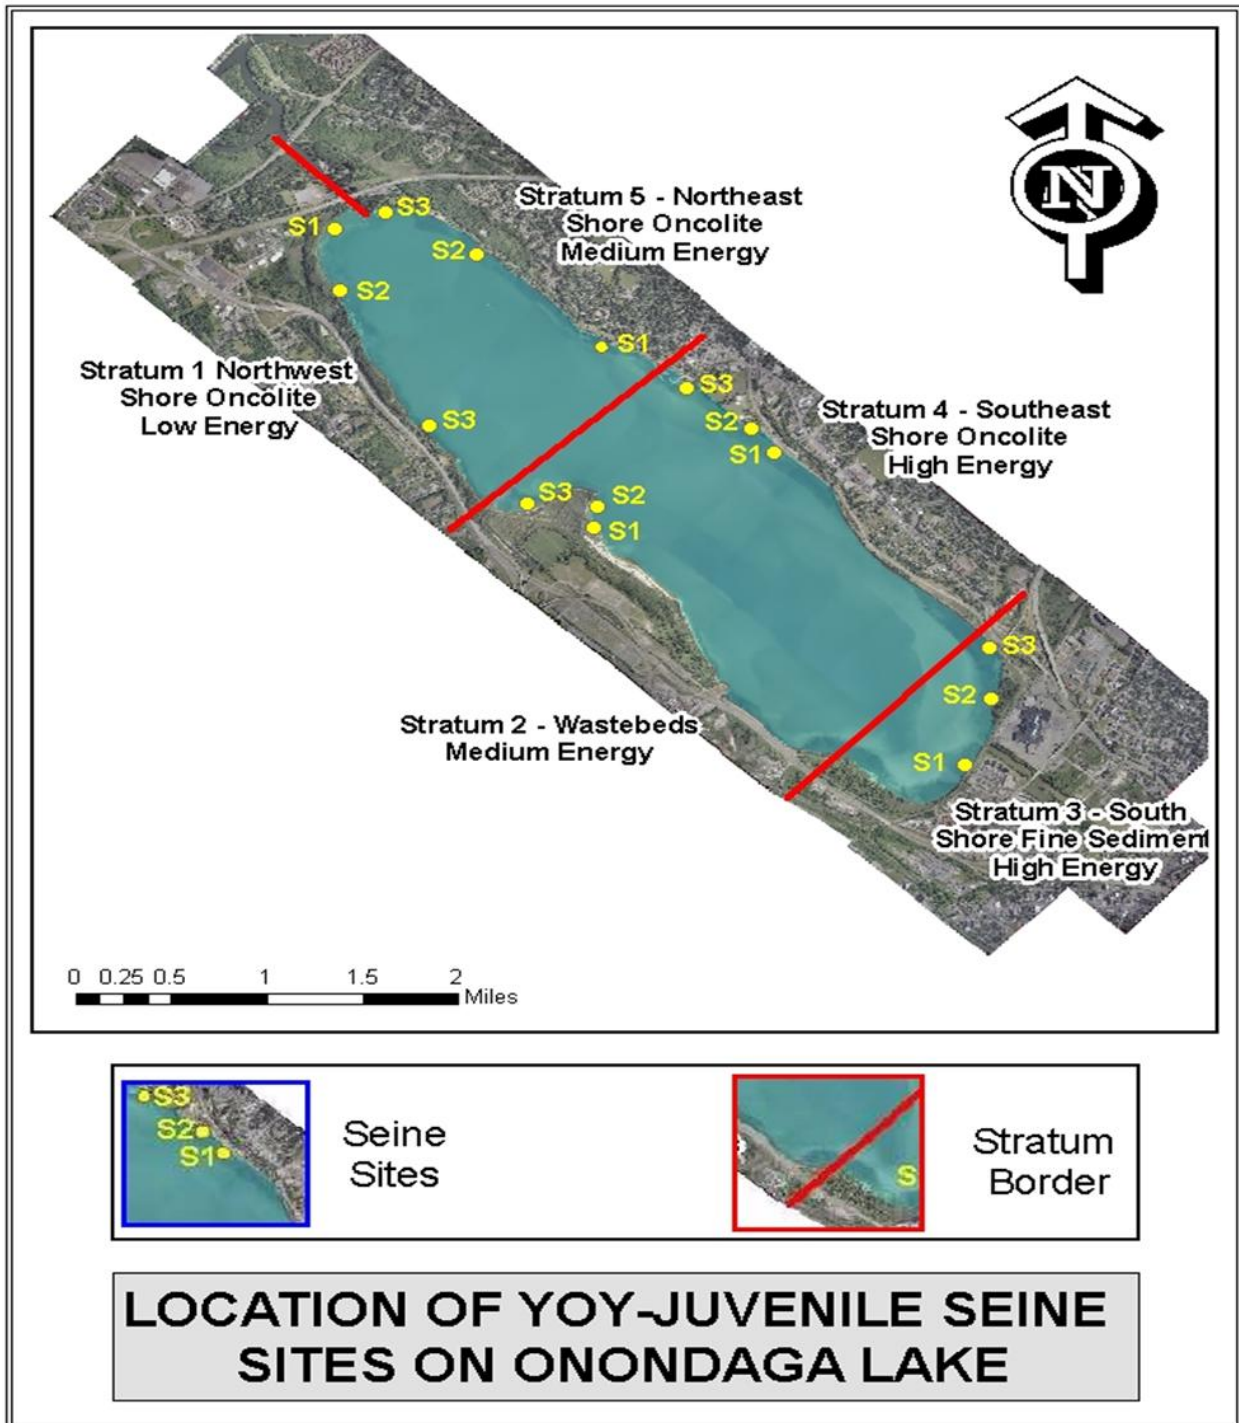 N
Stratum 5 - Northeast
Shore Oncolite
Medium Energy
S3
S1
S2
S2
S1
Stratum 1 Northwest
Shore Oncolite
Low Energy
S3
S3
Stratum 4 - Southeast
Shore Oncolite
High Energy
S2
S1
S3
S2
S1
S3
S2
S1
Stratum 2 - Wastebeds
Medium Energy
Stratum 3 - South
Shore Fine Sediment
High Energy
0 0.25 0.5 1 1.5 2
Miles
S3
S2
S1
Seine
Sites
S
Stratum
Border
LOCATION OF YOY-JUVENILE SEINE
SITES ON ONONDAGA LAKE